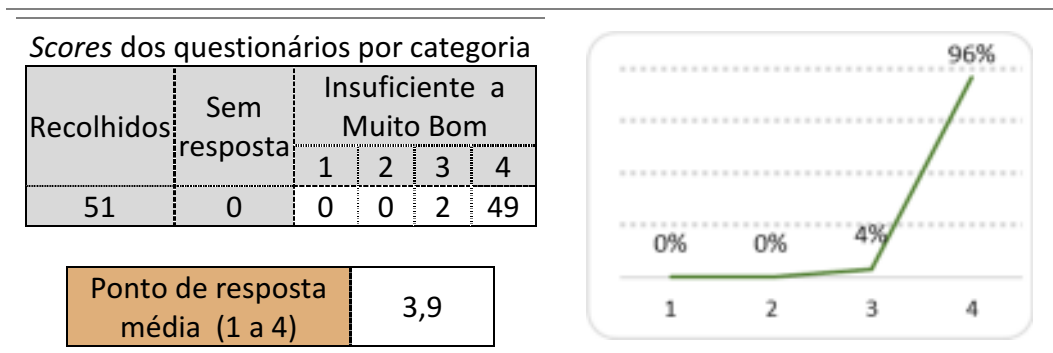 Scores dos questionários por categoria
Recolhidos
Sem
resposta
Insuficiente a
Muito Bom
1 2 3 4
51 0 0 0 2 49
Ponto de resposta
média (1 a 4)
3,9
96%
0% 0% 4%
1 2 3 4